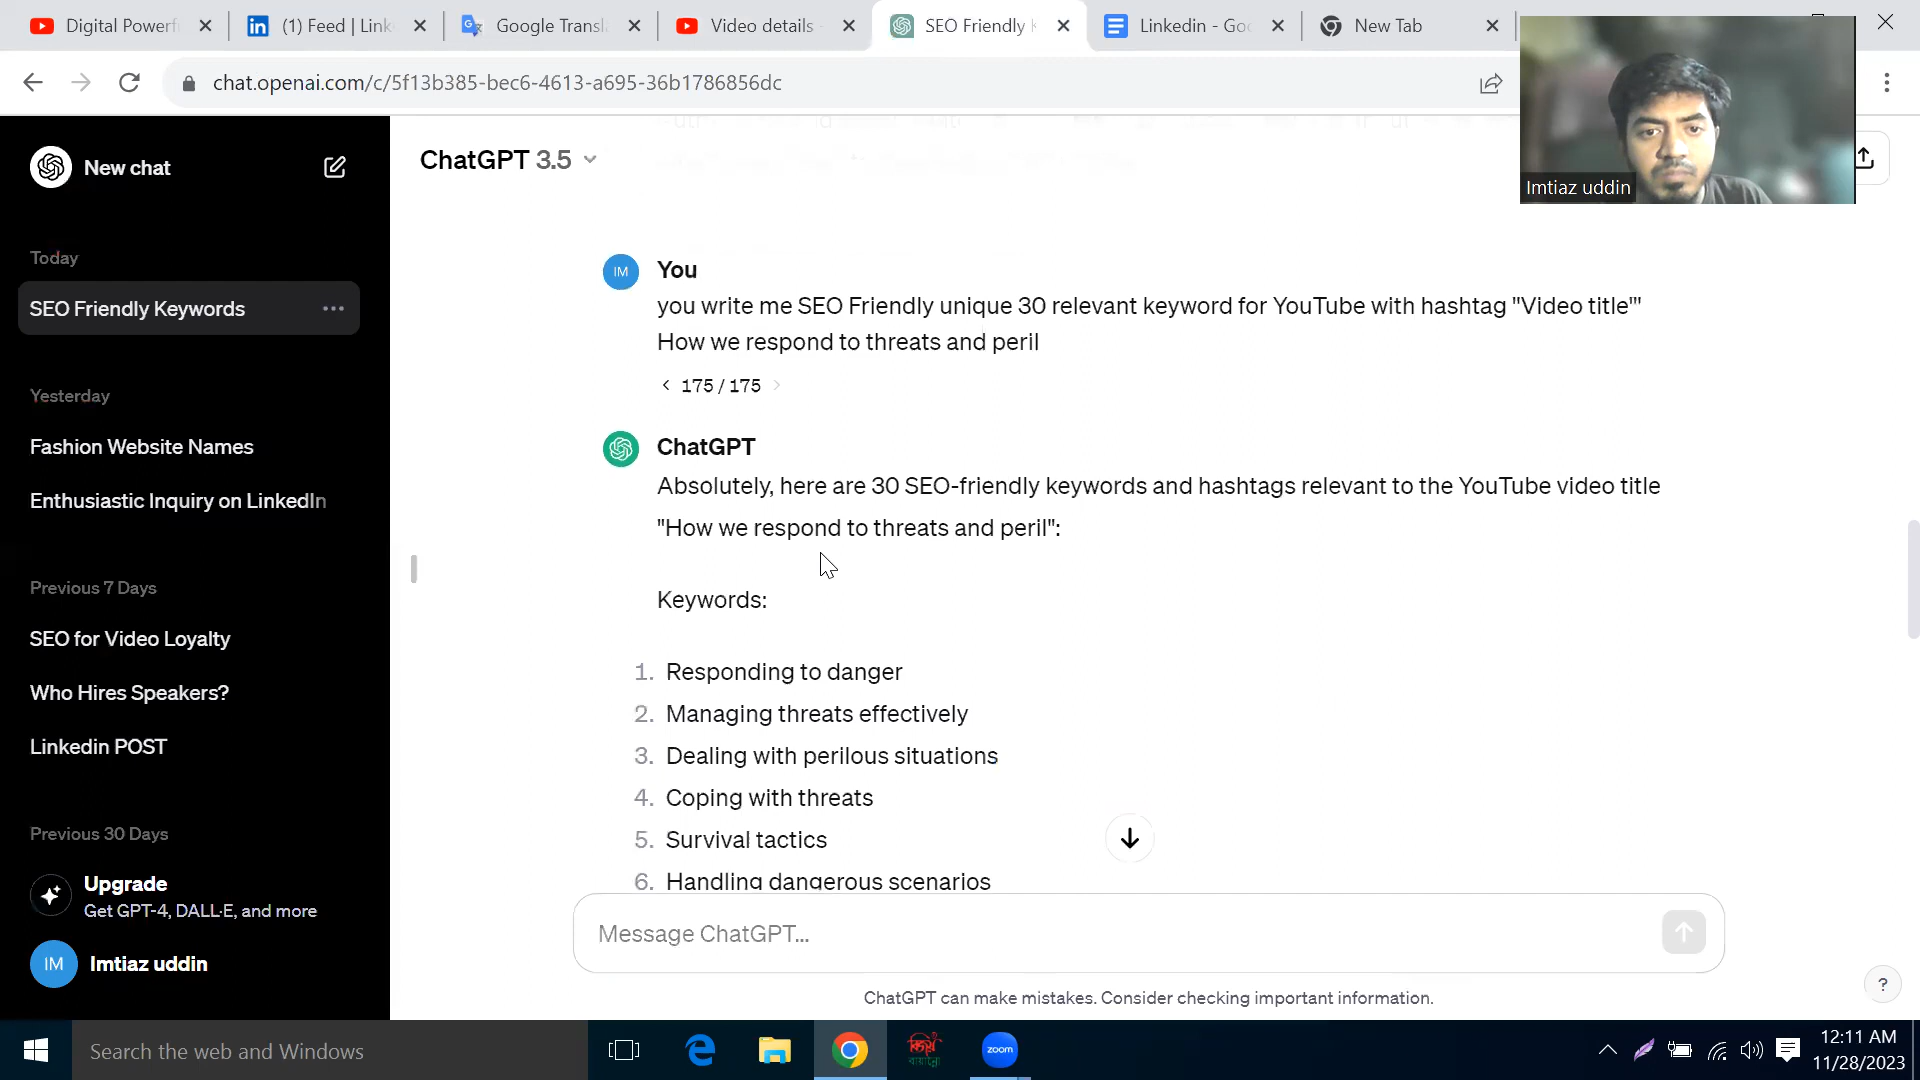 Digital Powerf
(1) Feed | Link
Google Transl
Video details -
SEO Friendly K
Linkedin - Goo
New Tab
chat.openai.com/c/5f13b385-bec6-4613-a695-36b1786856dc
Imtiaz uddin
New chat
ChatGPT 3.5
Today
SEO Friendly Keywords
Yesterday
Fashion Website Names
Enthusiastic Inquiry on LinkedIn
Previous 7 Days
SEO for Video Loyalty
Who Hires Speakers?
Linkedin POST
Previous 30 Days
Upgrade
Get GPT-4, DALL·E, and more
IM
Imtiaz uddin
IM
You
you write me SEO Friendly unique 30 relevant keyword for YouTube with hashtag "Video title'"
How we respond to threats and peril
< 175 / 175 >
ChatGPT
Absolutely, here are 30 SEO-friendly keywords and hashtags relevant to the YouTube video title
"How we respond to threats and peril":
Keywords:
1. Responding to danger
2. Managing threats effectively
3. Dealing with perilous situations
4. Coping with threats
5. Survival tactics
6. Handling dangerous scenarios
Message ChatGPT...
ChatGPT can make mistakes. Consider checking important information.
?
Search the web and Windows
zoom
12:11 AM
11/28/2023